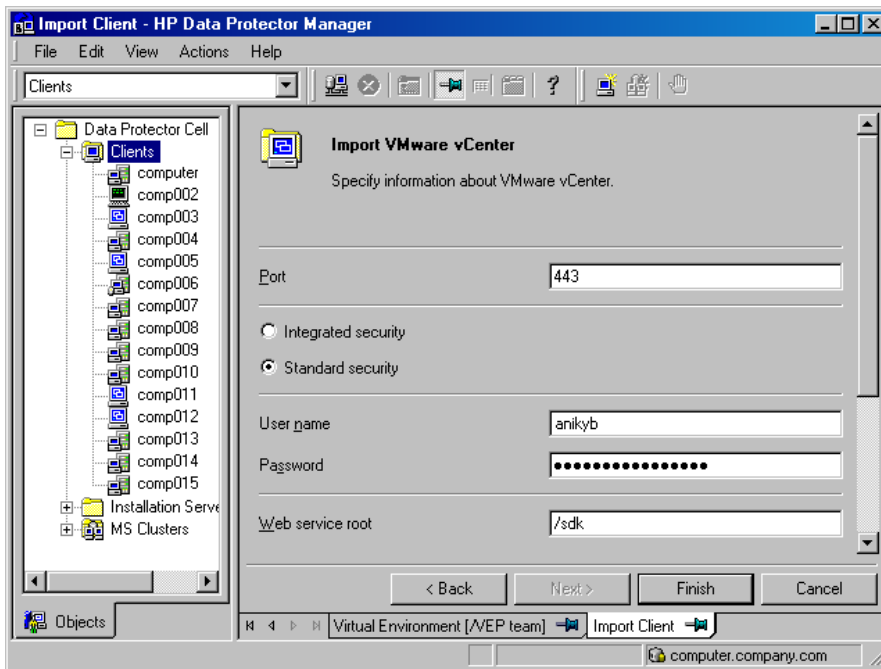 Import Client - HP Data Protector Manager
File Edit View Actions Help
Clients
Data Protector Cell
Clients
computer
comp002
comp003
comp004
comp005
comp006
comp007
comp008
comp009
comp010
comp011
comp012
comp013
comp014
comp015
Installation Serve
MS Clusters
Objects
Import VMware vCenter
Specify information about VMware vCenter.
Port 443
Integrated security
Standard security
User name anikyb
Password ●●●●●●●●●●●●●●●●
Web service root /sdk
< Back Next > Finish Cancel
Virtual Environment [/VEP team] Import Client
computer.company.com